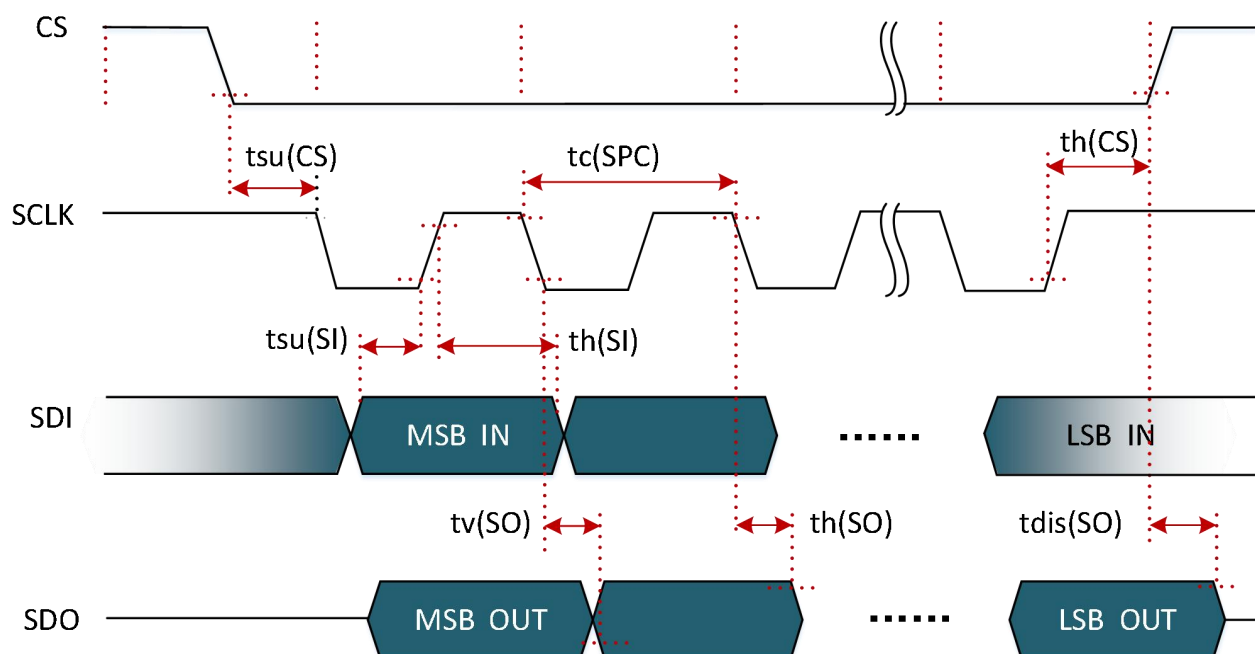 CS
tsu(CS)
tc(SPC)
th(CS)
SCLK
tsu(SI)
th(SI)
SDI
MSB IN
LSB IN
tv(SO)
th(SO)
tdis(SO)
SDO
MSB OUT
LSB OUT